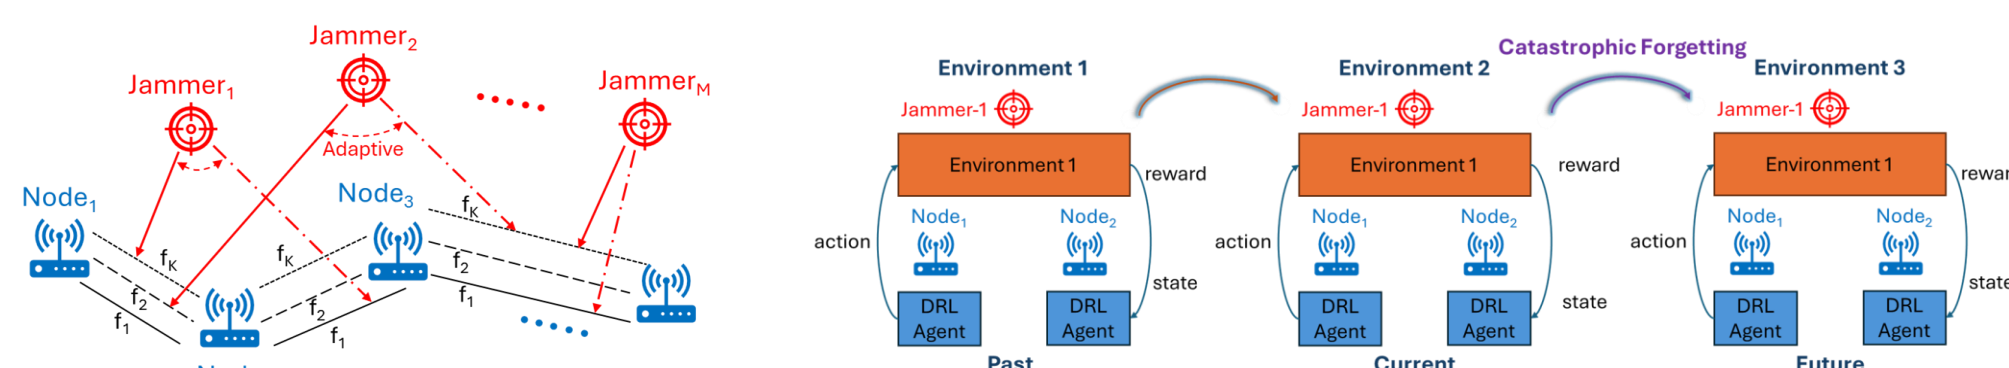 Jammer2
Jammer1
JammerM
Adaptive
Node1
Node3
fK
f2
f1
fK
f2
f1
fK
f2
f1
Catastrophic Forgetting
Environment 1
Environment 2
Environment 3
Jammer-1
Jammer-1
Jammer-1
Environment 1
Environment 1
Environment 1
reward
reward
rewar
Node1
Node2
Node1
Node2
Node1
Node2
action
action
action
state
state
state
DRL
Agent
DRL
Agent
DRL
Agent
DRL
Agent
DRL
Agent
DRL
Agent
Past
Current
Future